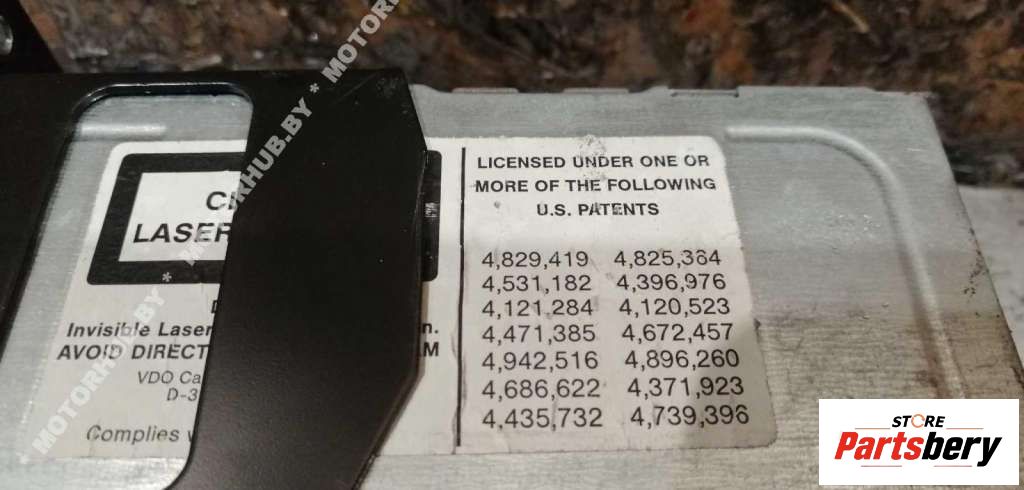 LASER
Invisible Laser
AVOID DIRECT
VDO
Complies
LICENSED UNDER ONE OR
MORE OF THE FOLLOWING
U.S. PATENTS
4,829,419 4,825,364
4,531,182 4,396,976
4,121,284 4,120,523
4,471,385 4,672,457
4,942,516 4,896,260
4,686,622 4,371,923
4,435,732 4,739,396
* MOTORHUB.BY * MOTORHUB.BY * MOTOR
STORE
Partsbery